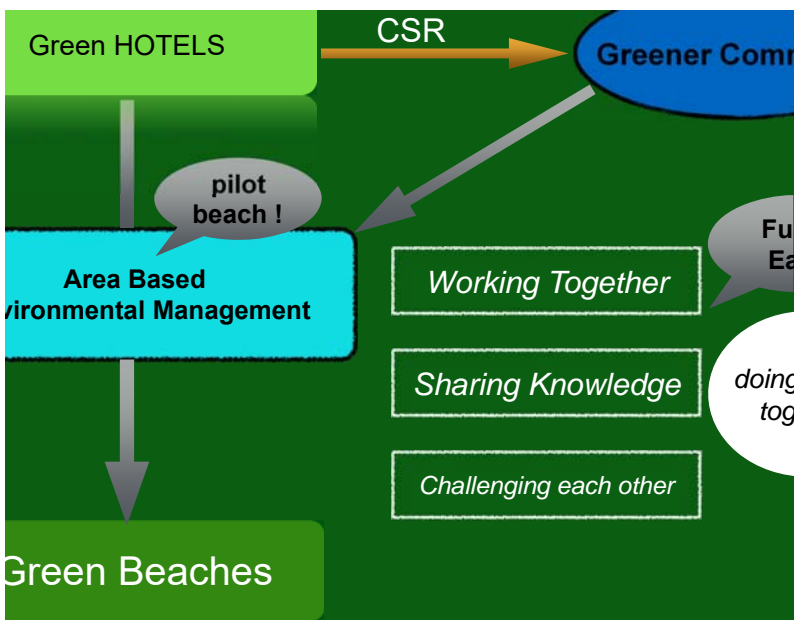 Green HOTELS
CSR
Greener Comm
pilot
beach !
Area Based
vironmental Management
Working Together
Fu
Ea
Sharing Knowledge
doing
tog
Challenging each other
Green Beaches